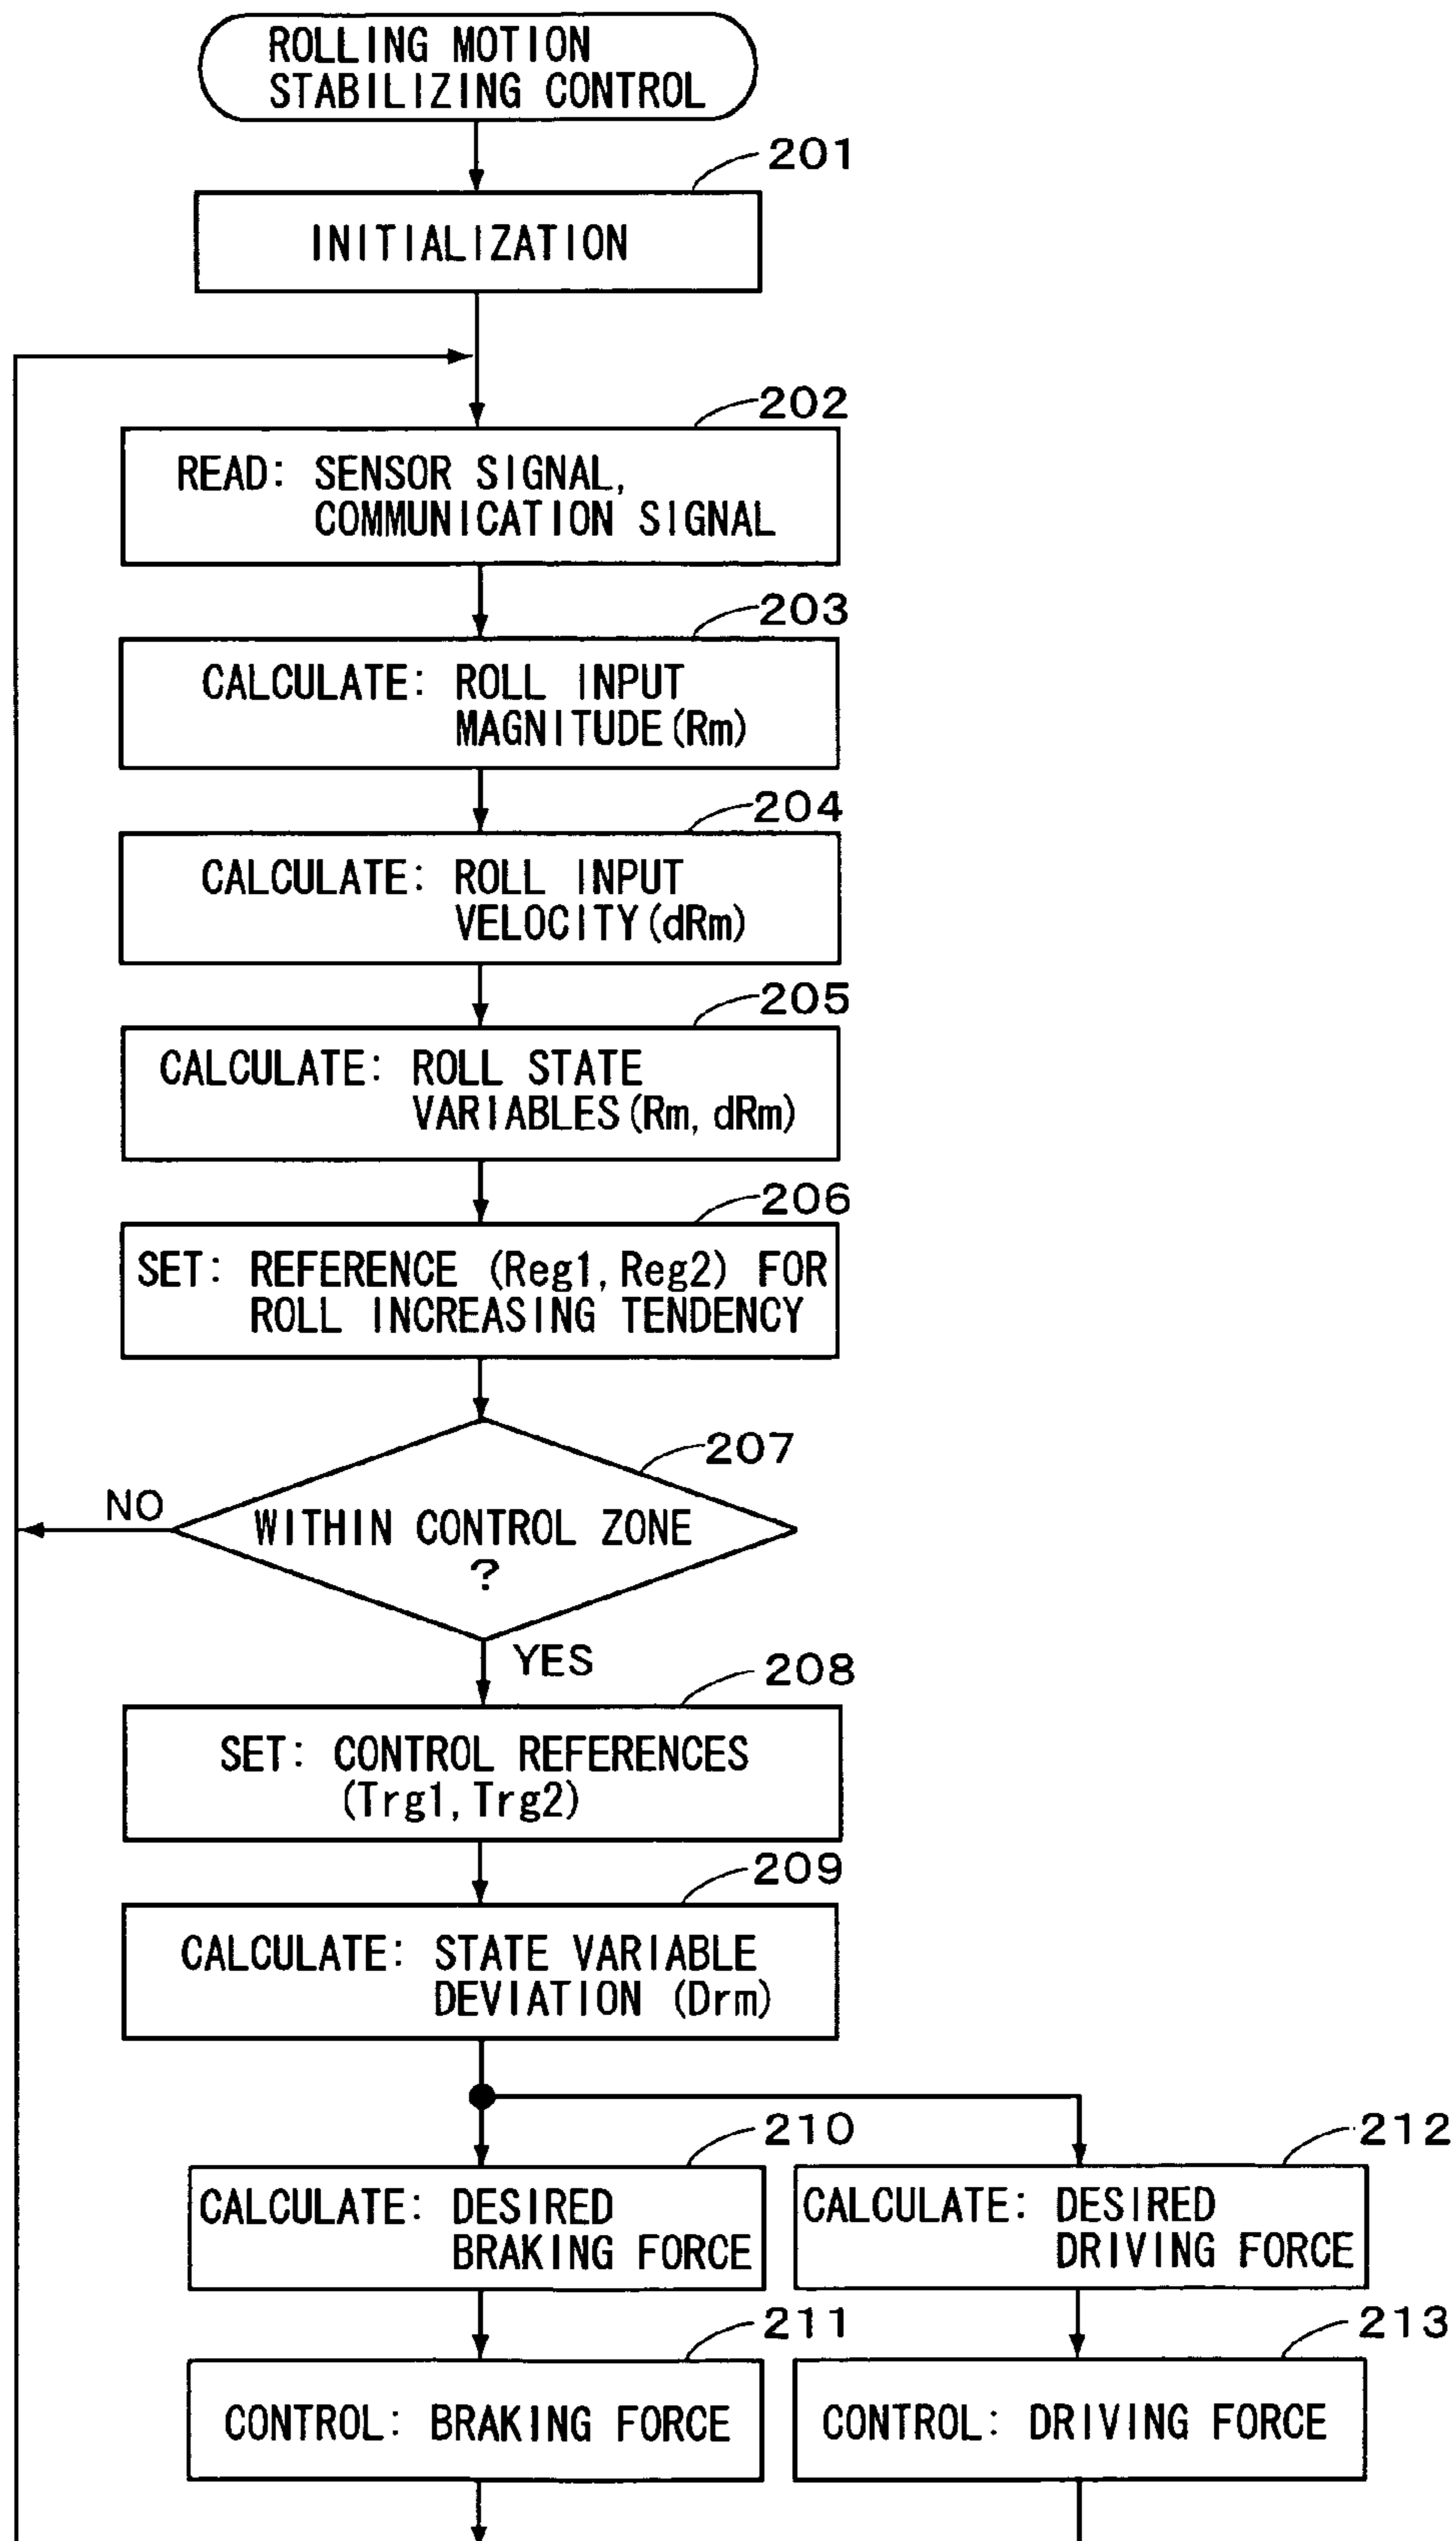 ROLLING MOTION
STABILIZING CONTROL
201
INITIALIZATION
202
READ: SENSOR SIGNAL,
COMMUNICATION SIGNAL
203
CALCULATE: ROLL INPUT
MAGNITUDE(Rm)
204
CALCULATE: ROLL INPUT
VELOCITY(dRm)
205
CALCULATE: ROLL STATE
VARIABLES(Rm, dRm)
206
SET: REFERENCE (Reg1, Reg2) FOR
ROLL INCREASING TENDENCY
207
NO
WITHIN CONTROL ZONE
?
YES
208
SET: CONTROL REFERENCES
(Trg1, Trg2)
209
CALCULATE: STATE VARIABLE
DEVIATION (Drm)
210
CALCULATE: DESIRED
BRAKING FORCE
212
CALCULATE: DESIRED
DRIVING FORCE
211
CONTROL: BRAKING FORCE
213
CONTROL: DRIVING FORCE